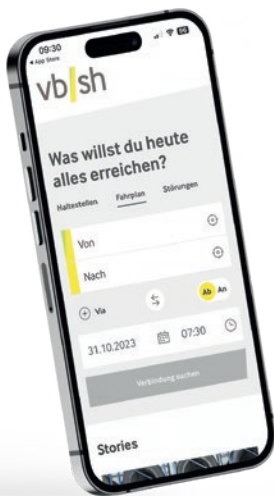 09:30
App Store
vb|sh
Was willst du heute
alles erreichen?
Haltestellen Fahrplan Störungen
Von
Nach
Via Ab An
31.10.2023 07:30
Verbindung suchen
Stories